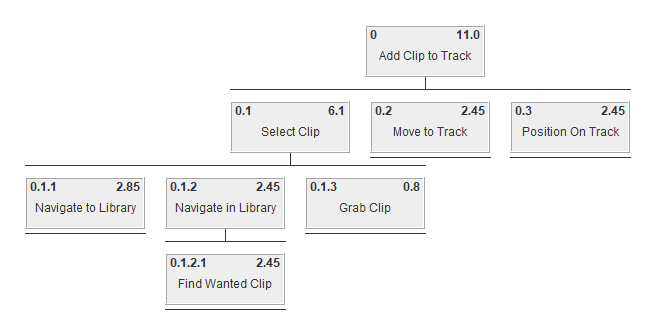 0 11.0
Add Clip to Track
0.1 6.1
Select Clip
0.2 2.45
Move to Track
0.3 2.45
Position On Track
0.1.1 2.85
Navigate to Library
0.1.2 2.45
Navigate in Library
0.1.3 0.8
Grab Clip
0.1.2.1 2.45
Find Wanted Clip